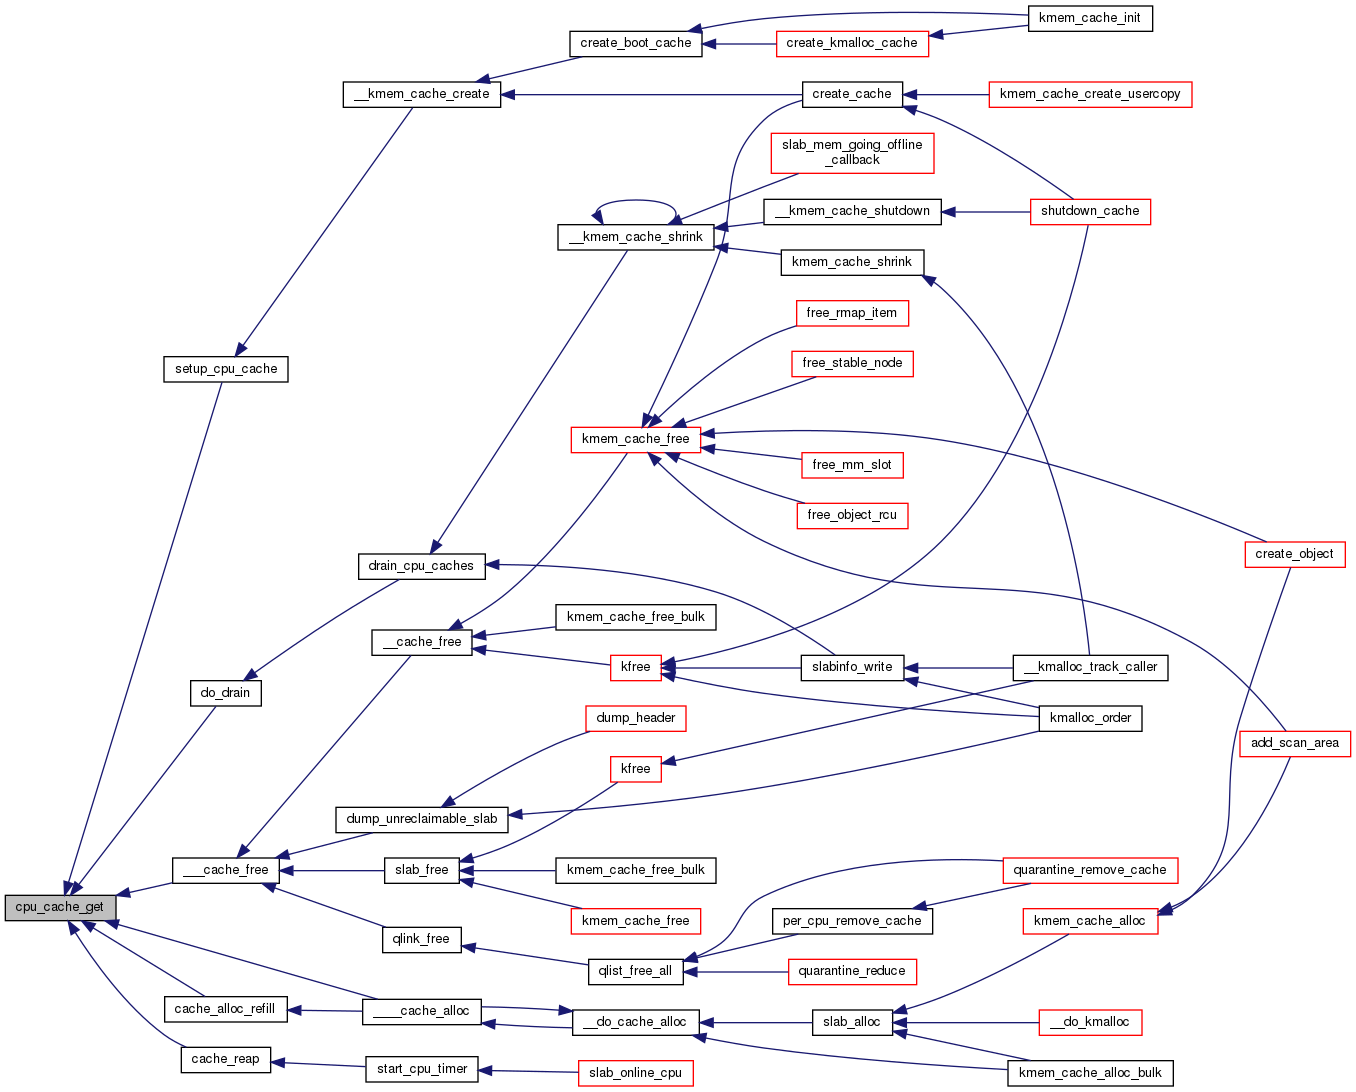 kmem_cache_init
create_boot_cache
create_kmalloc_cache
__kmem_cache_create
create_cache
kmem_cache_create_usercopy
slab_mem_going_offline
_callback
__kmem_cache_shutdown
shutdown_cache
__kmem_cache_shrink
kmem_cache_shrink
free_rmap_item
setup_cpu_cache
free_stable_node
kmem_cache_free
free_mm_slot
free_object_rcu
create_object
drain_cpu_caches
kmem_cache_free_bulk
__cache_free
kfree
slabinfo_write
__kmalloc_track_caller
do_drain
dump_header
kmalloc_order
add_scan_area
kfree
dump_unreclaimable_slab
___cache_free
slab_free
kmem_cache_free_bulk
quarantine_remove_cache
cpu_cache_get
kmem_cache_free
per_cpu_remove_cache
kmem_cache_alloc
qlink_free
qlist_free_all
quarantine_reduce
cache_alloc_refill
____cache_alloc
__do_cache_alloc
slab_alloc
__do_kmalloc
cache_reap
start_cpu_timer
slab_online_cpu
kmem_cache_alloc_bulk